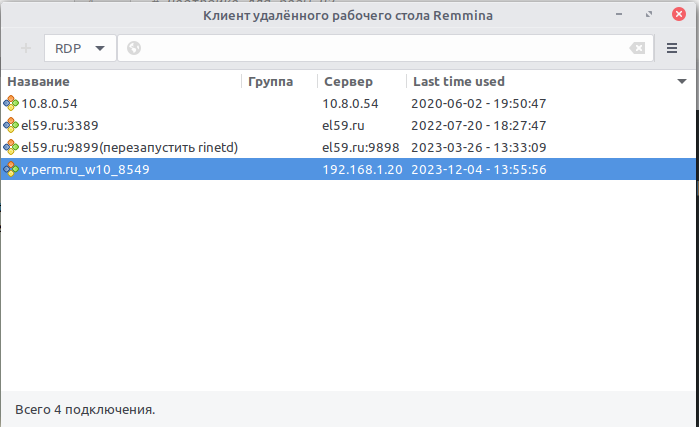 Клиент удалённого рабочего стола Remmina
RDP
Название Группа Сервер Last time used
10.8.0.54 10.8.0.54 2020-06-02 - 19:50:47
el59.ru:3389 el59.ru 2022-07-20 - 18:27:47
el59.ru:9899(перезапустить rinetd) el59.ru:9898 2023-03-26 - 13:33:09
v.perm.ru_w10_8549 192.168.1.20 2023-12-04 - 13:55:56
Всего 4 подключения.